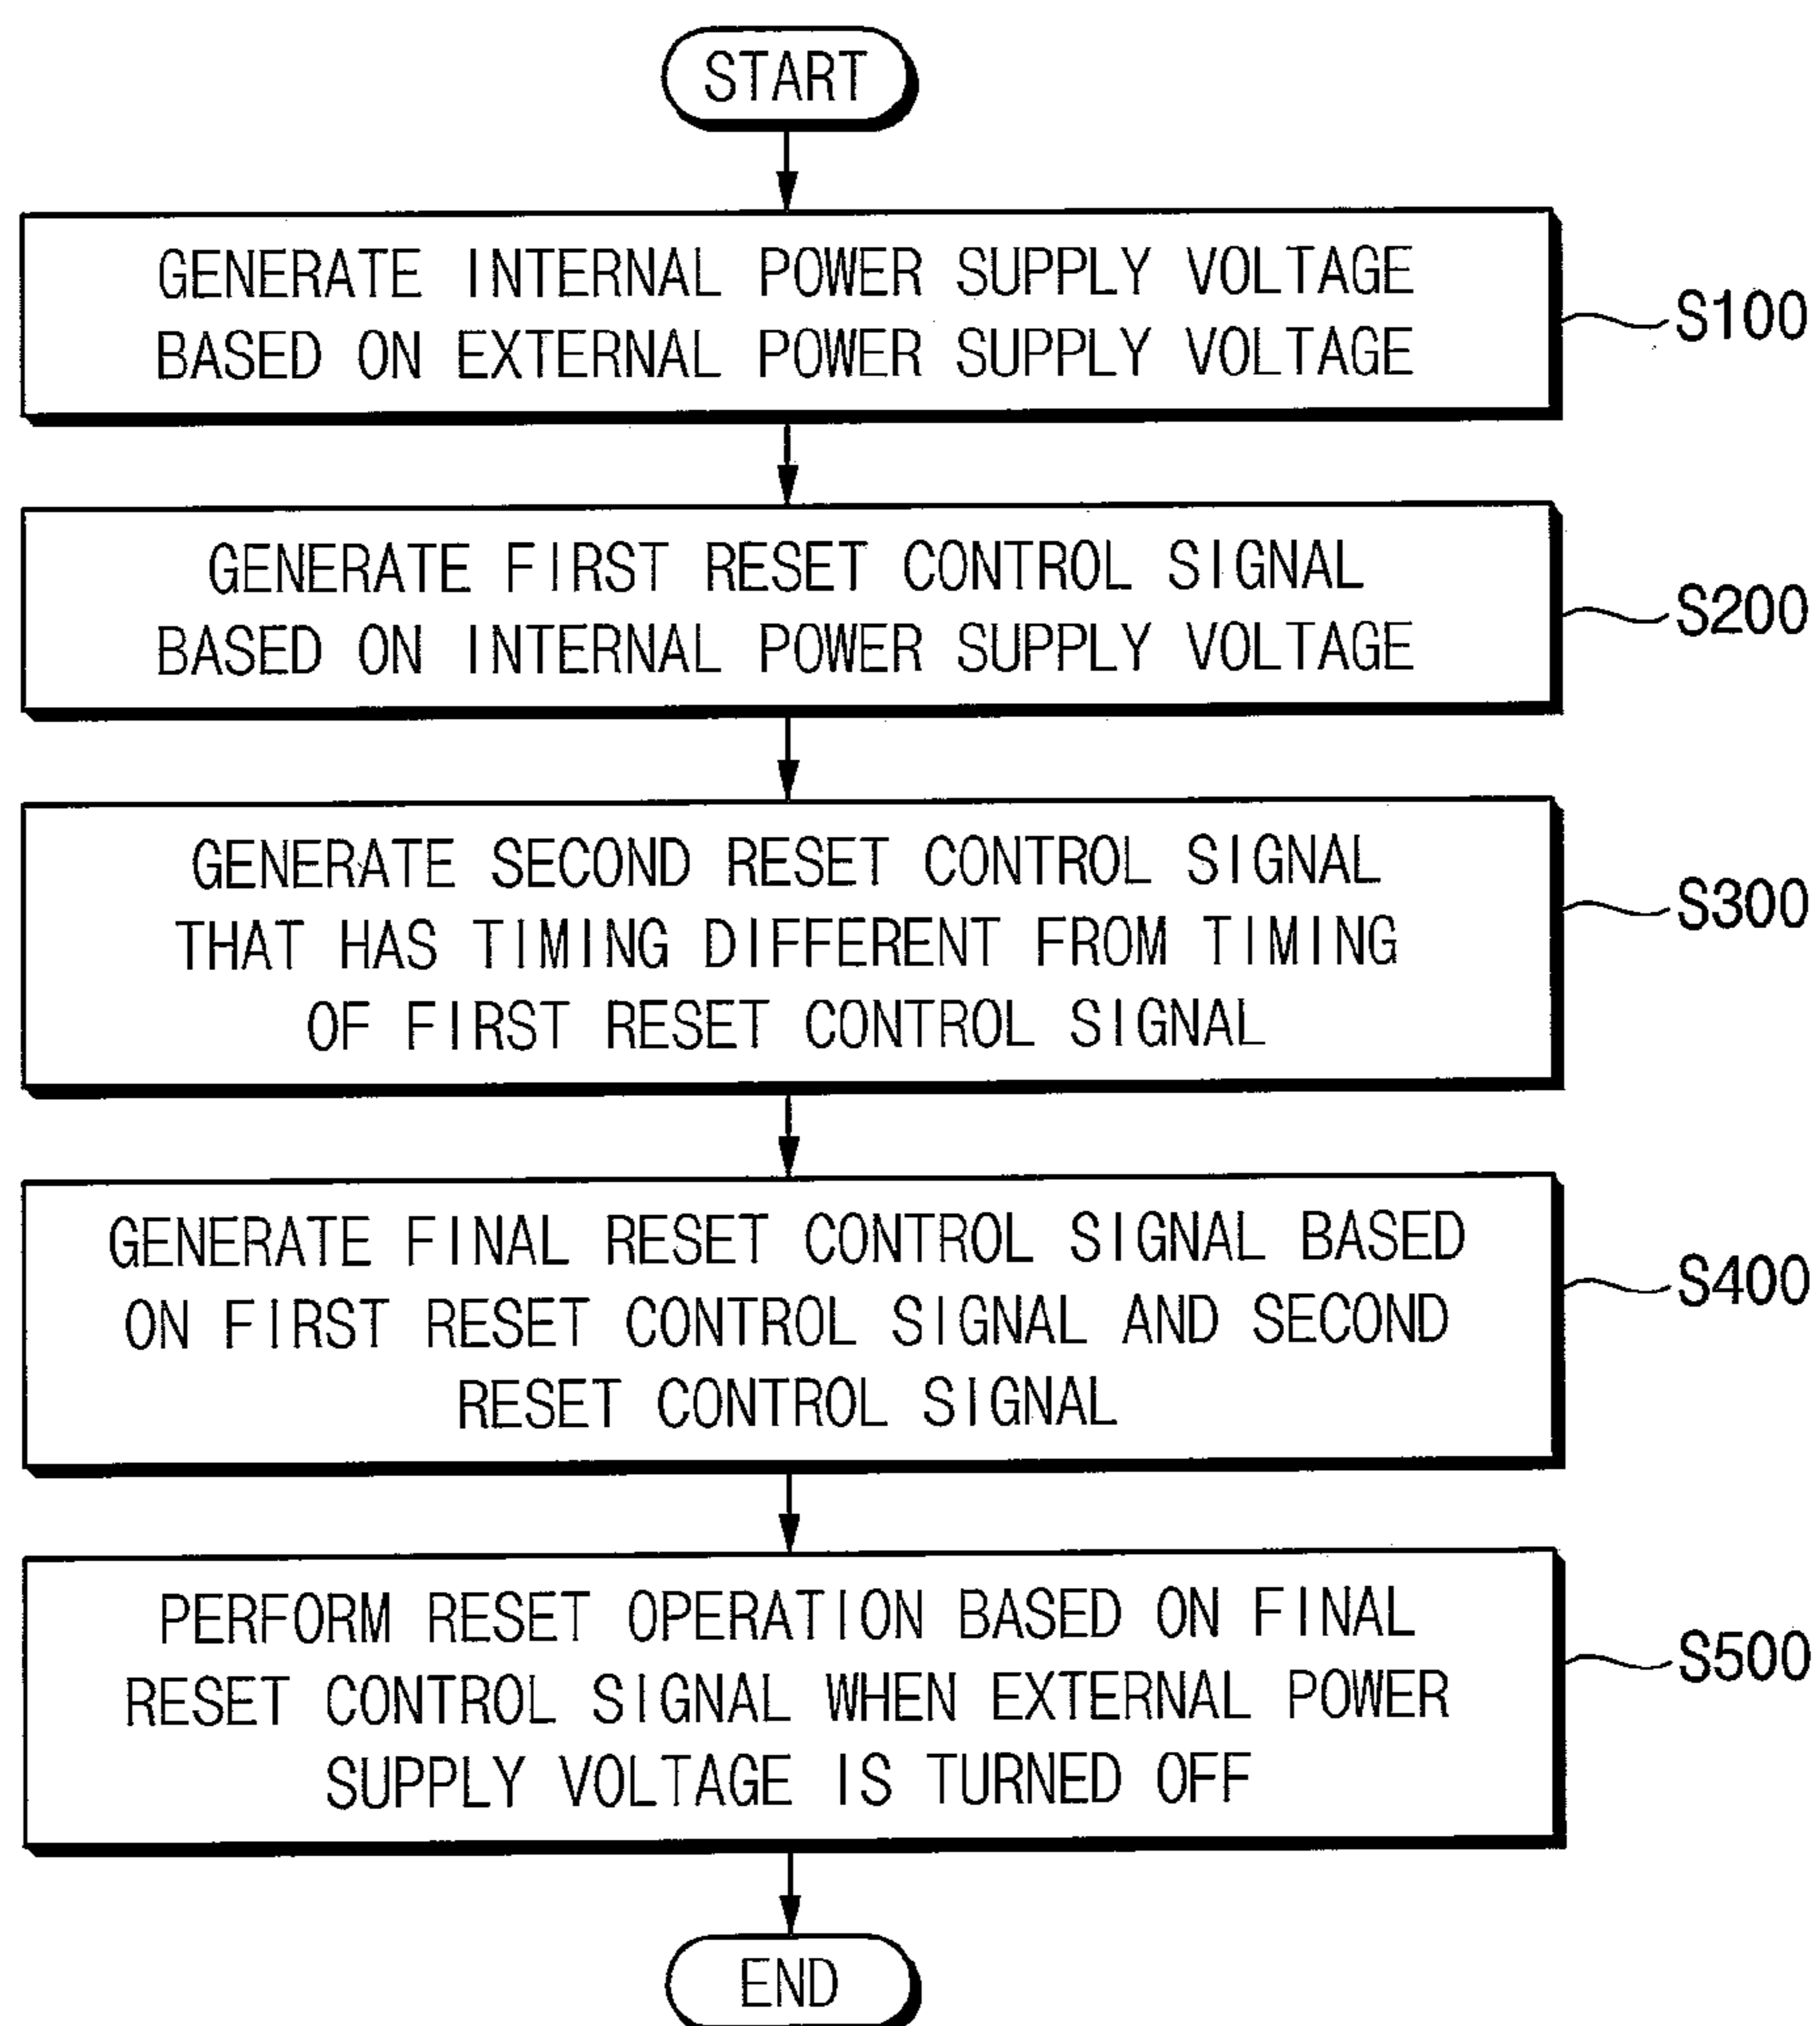 START
GENERATE INTERNAL POWER SUPPLY VOLTAGE
BASED ON EXTERNAL POWER SUPPLY VOLTAGE
S100
GENERATE FIRST RESET CONTROL SIGNAL
BASED ON INTERNAL POWER SUPPLY VOLTAGE
S200
GENERATE SECOND RESET CONTROL SIGNAL
THAT HAS TIMING DIFFERENT FROM TIMING
OF FIRST RESET CONTROL SIGNAL
S300
GENERATE FINAL RESET CONTROL SIGNAL BASED
ON FIRST RESET CONTROL SIGNAL AND SECOND
RESET CONTROL SIGNAL
S400
PERFORM RESET OPERATION BASED ON FINAL
RESET CONTROL SIGNAL WHEN EXTERNAL POWER
SUPPLY VOLTAGE IS TURNED OFF
S500
END